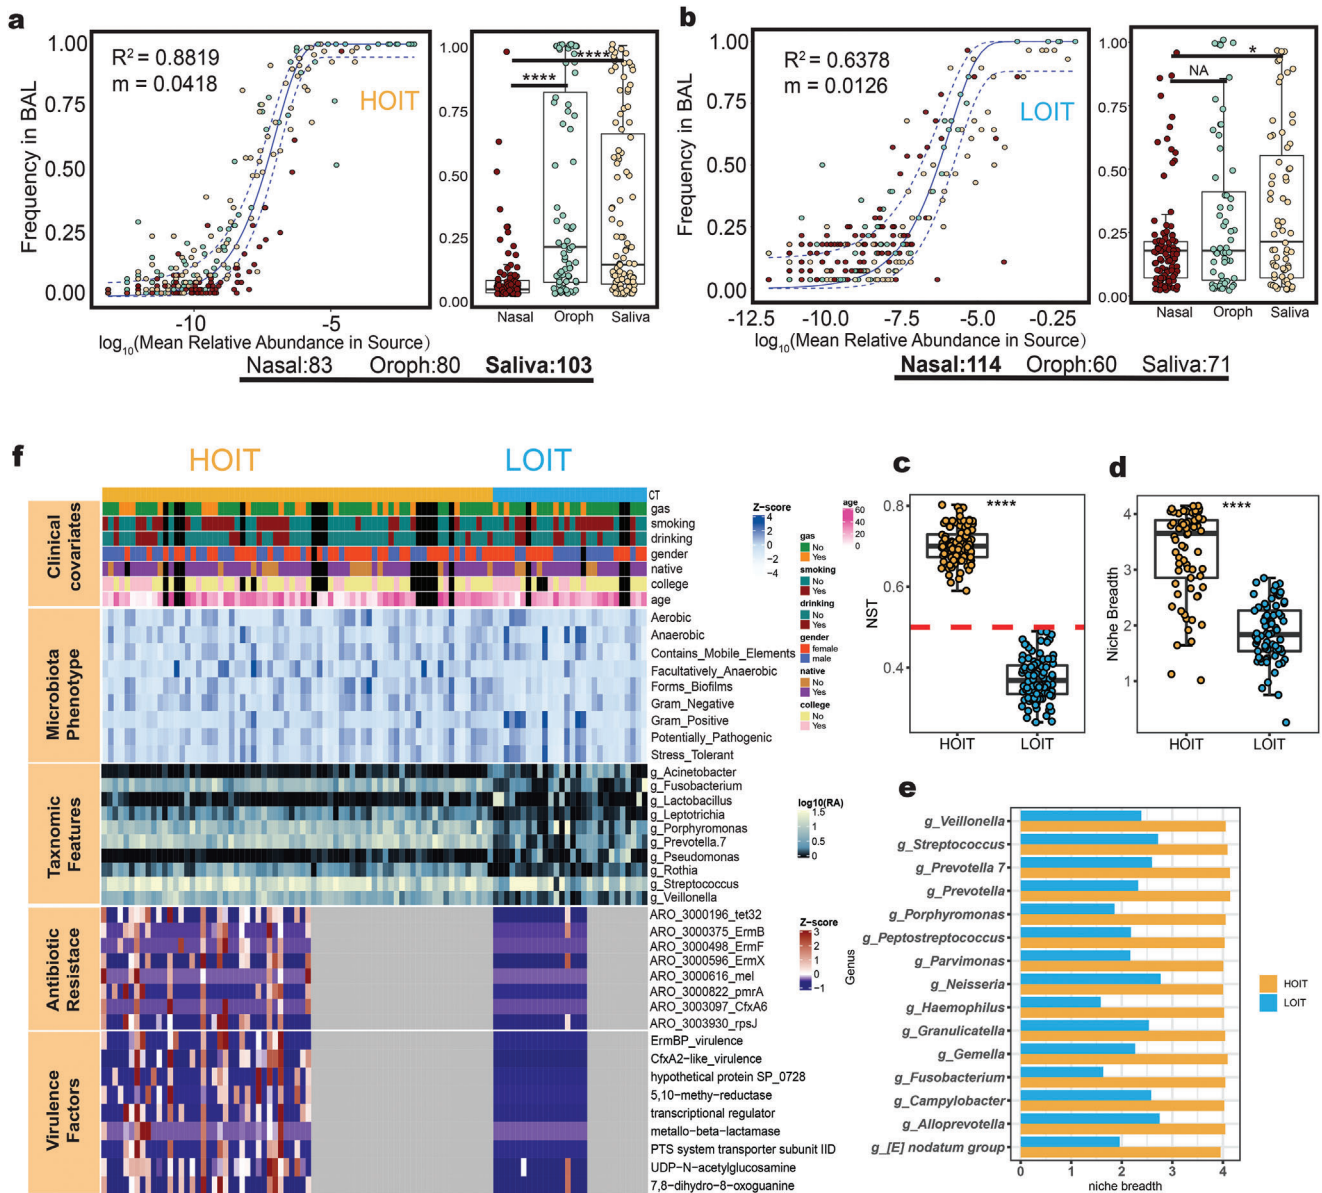 a
Frequency in BAL
1.00
0.75
0.50
0.25
0.00
R² = 0.8819
m = 0.0418
HOIT
-10
-5
log₁₀(Mean Relative Abundance in Source)
1.00
0.75
0.50
0.25
0.00
****
****
Nasal
Oroph
Saliva
Nasal:83 Oroph:80 Saliva:103
b
Frequency in BAL
1.00
0.75
0.50
0.25
0.00
R² = 0.6378
m = 0.0126
LOIT
-12.5
-10.0
-7.5
-5.0
-0.25
log₁₀(Mean Relative Abundance in Source)
1.00
0.75
0.50
0.25
0.00
*
NA
Nasal
Oroph
Saliva
Nasal:114 Oroph:60 Saliva:71
f
HOIT
LOIT
Clinical
covariates
CT
gas
smoking
drinking
gender
native
college
age
Microbiota
Phenotype
Aerobic
Anaerobic
Contains_Mobile_Elements
Facultatively_Anaerobic
Forms_Biofilms
Gram_Negative
Gram_Positive
Potentially_Pathogenic
Stress_Tolerant
Taxnomic
Features
g_Acinetobacter
g_Fusobacterium
g_Lactobacillus
g_Leptotrichia
g_Porphyromonas
g_Prevotella.7
g_Pseudomonas
g_Rothia
g_Streptococcus
g_Veillonella
Antibiotic
Resistace
ARO_3000196_tet32
ARO_3000375_ErmB
ARO_3000498_ErmF
ARO_3000596_ErmX
ARO_3000616_mel
ARO_3000822_pmrA
ARO_3003097_CfxA6
ARO_3003930_rpsJ
Virulence
Factors
ErmBP_virulence
CfxA2-like_virulence
hypothetical protein SP_0728
5,10-methy-reductase
transcriptional regulator
metallo-beta-lactamase
PTS system transporter subunit IID
UDP-N-acetylglucosamine
7,8-dihydro-8-oxoguanine
Z-score
4
2
0
-2
-4
age
60
40
20
0
gas
No
Yes
smoking
No
Yes
drinking
No
Yes
gender
female
male
native
No
Yes
college
No
Yes
log10(RA)
1.5
1
0.5
0
Z-score
3
2
1
0
-1
Genus
c
NST
0.8
0.6
0.4
****
HOIT
LOIT
d
Niche Breadth
4
3
2
1
****
HOIT
LOIT
e
g_Veillonella
g_Streptococcus
g_Prevotella 7
g_Prevotella
g_Porphyromonas
g_Peptostreptococcus
g_Parvimonas
g_Neisseria
g_Haemophilus
g_Granulicatella
g_Gemella
g_Fusobacterium
g_Campylobacter
g_Alloprevotella
g_[E] nodatum group
0
1
2
3
4
niche breadth
HOIT
LOIT